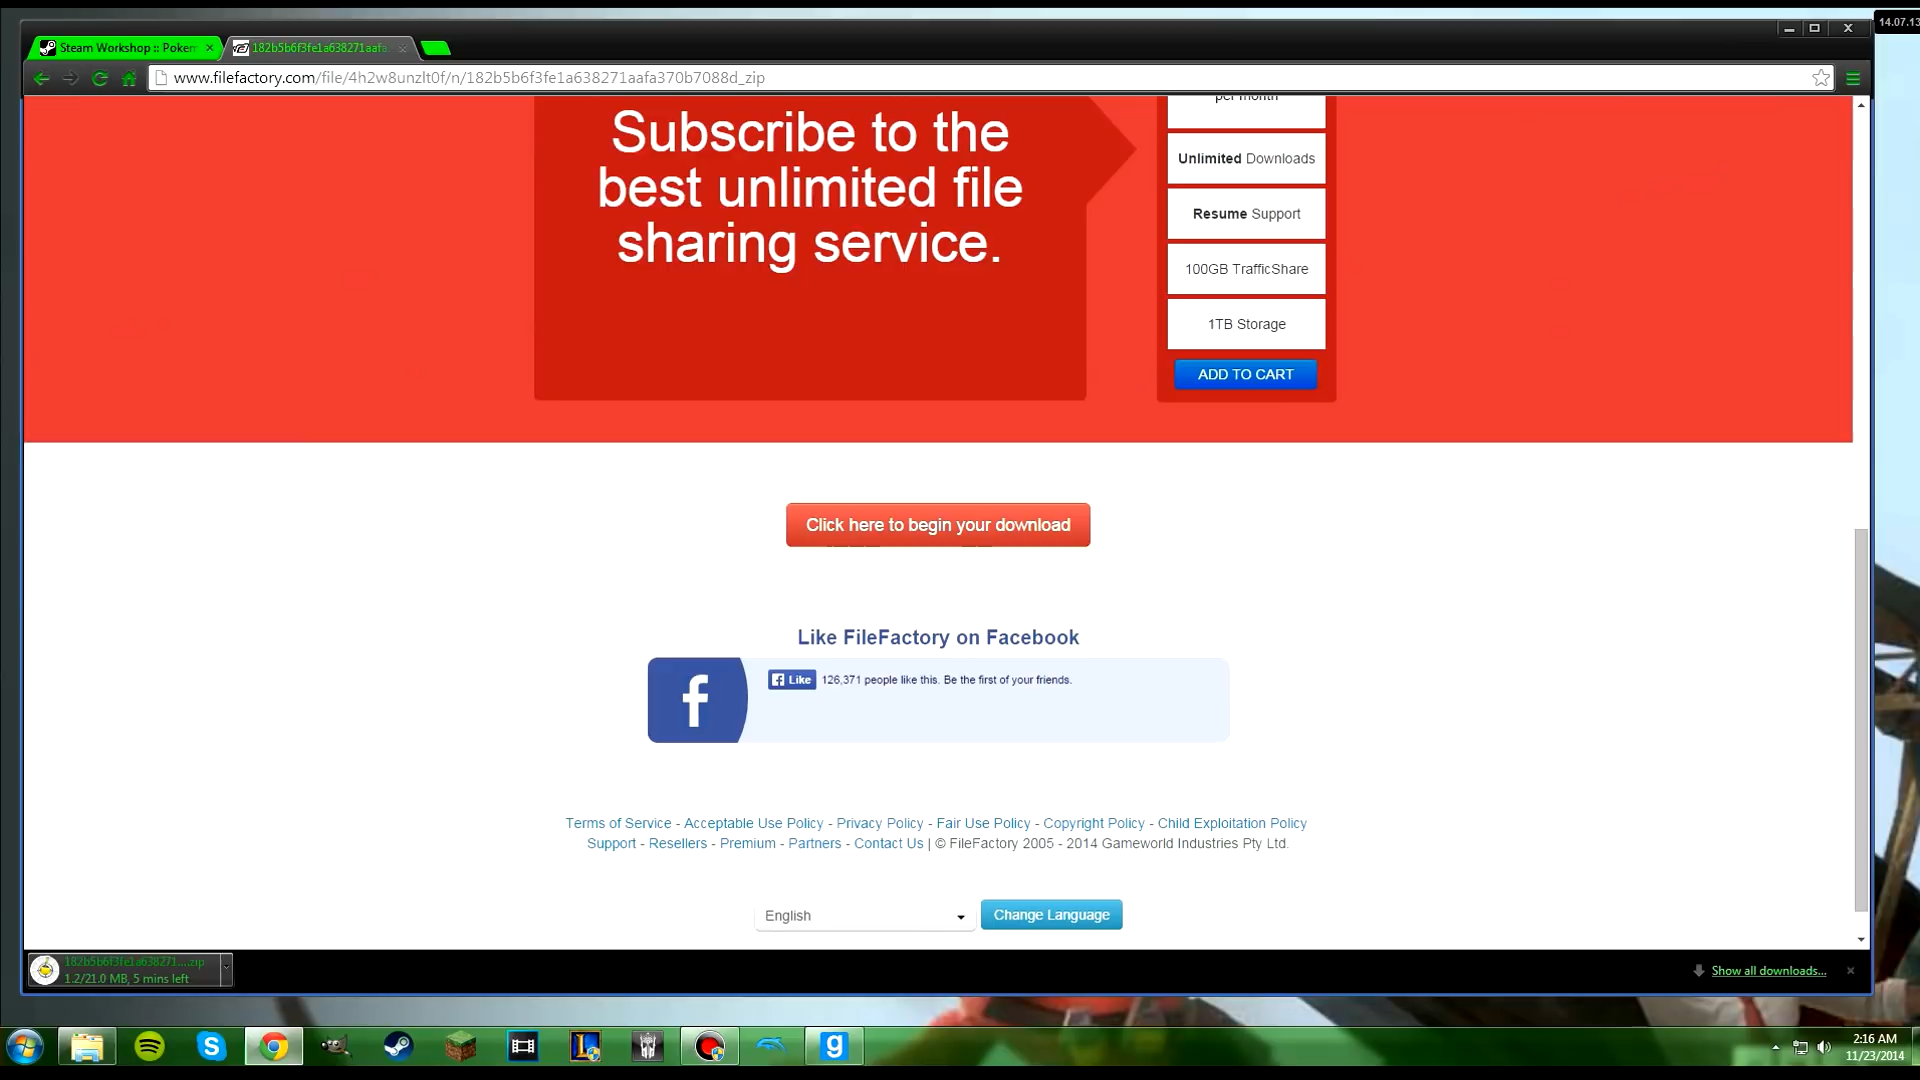 14.07.13
Steam Workshop :: Pokem
182b5b6f3fe1a638271aafa
www.filefactory.com/file/4h2w8unzlt0f/n/182b5b6f3fe1a638271aafa370b7088d_zip
per month
Subscribe to the
best unlimited file
sharing service.
Unlimited Downloads
Resume Support
100GB TrafficShare
1TB Storage
ADD TO CART
Click here to begin your download
Like FileFactory on Facebook
Like 126,371 people like this. Be the first of your friends.
Terms of Service - Acceptable Use Policy - Privacy Policy - Fair Use Policy - Copyright Policy - Child Exploitation Policy
Support - Resellers - Premium - Partners - Contact Us | © FileFactory 2005 - 2014 Gameworld Industries Pty Ltd.
English
Change Language
182b5b6f3fe1a638271....zip
1.2/21.0 MB, 5 mins left
Show all downloads...
2:16 AM
11/23/2014